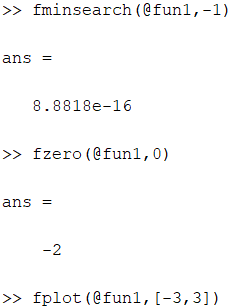 >> fminsearch(@fun1,-1)
ans =
8.8818e-16
>> fzero(@fun1,0)
ans =
-2
>> fplot(@fun1,[-3,3])